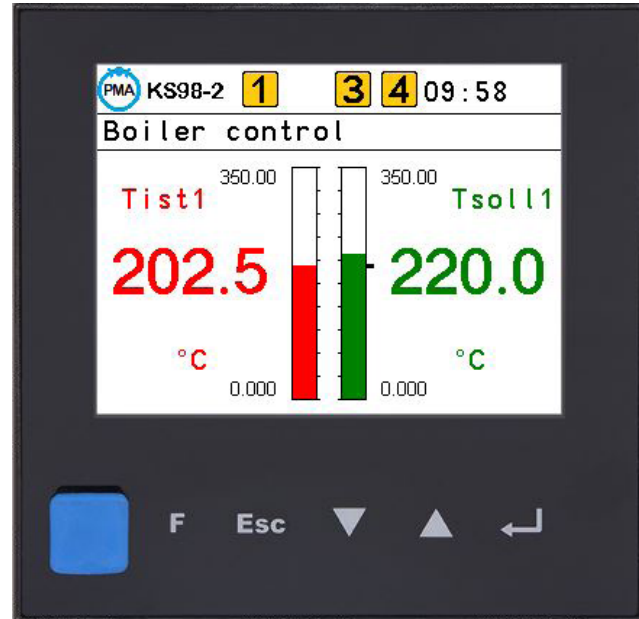 PMA KS98-2 1 3 4 09:58
Boiler control
350.00 350.00
Tist1 Tsoll1
202.5 220.0
°C °C
0.000 0.000
F Esc